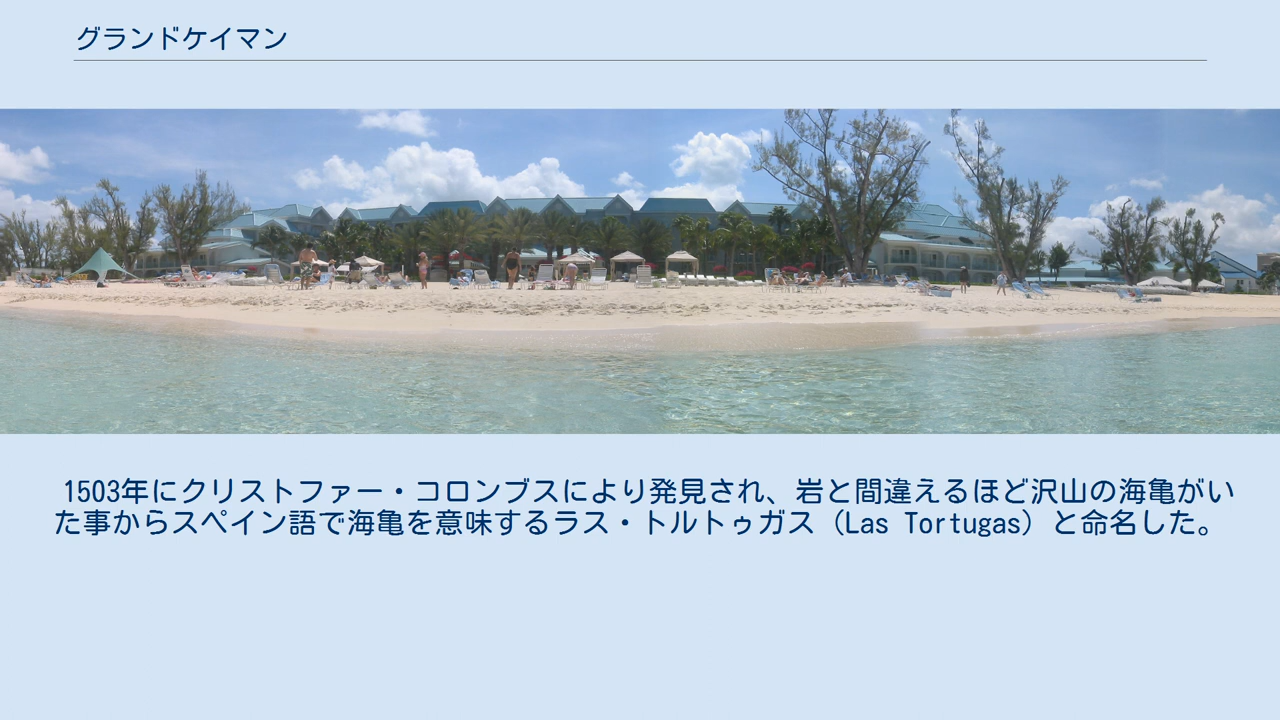 グランドケイマン
1503年にクリストファー・コロンブスにより発見され、岩と間違えるほど沢山の海亀がい
た事からスペイン語で海亀を意味するラス・トルトゥガス（Las Tortugas）と命名した。